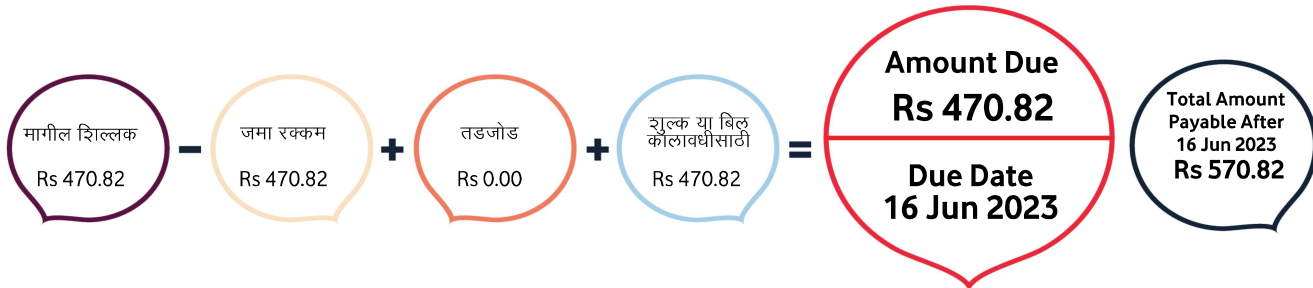 मागील शिल्लक
Rs 470.82
−
जमा रक्कम
Rs 470.82
+
तडजोड
Rs 0.00
+
शुल्क या बिल
कालावधीसाठी
Rs 470.82
=
Amount Due
Rs 470.82
Due Date
16 Jun 2023
Total Amount
Payable After
16 Jun 2023
Rs 570.82